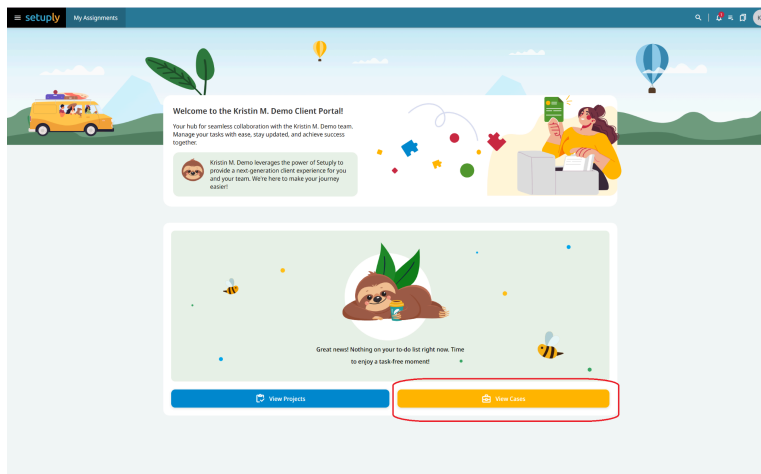 setuply My Assignments
K
Welcome to the Kristin M. Demo Client Portal!
Your hub for seamless collaboration with the Kristin M. Demo team.
Manage your tasks with ease, stay updated, and achieve success
together.
Kristin M. Demo leverages the power of Setuply to
provide a next-generation client experience for you
and your team. We're here to make your journey
easier!
Great news! Nothing on your to-do list right now. Time
to enjoy a task-free moment!
View Projects
View Cases